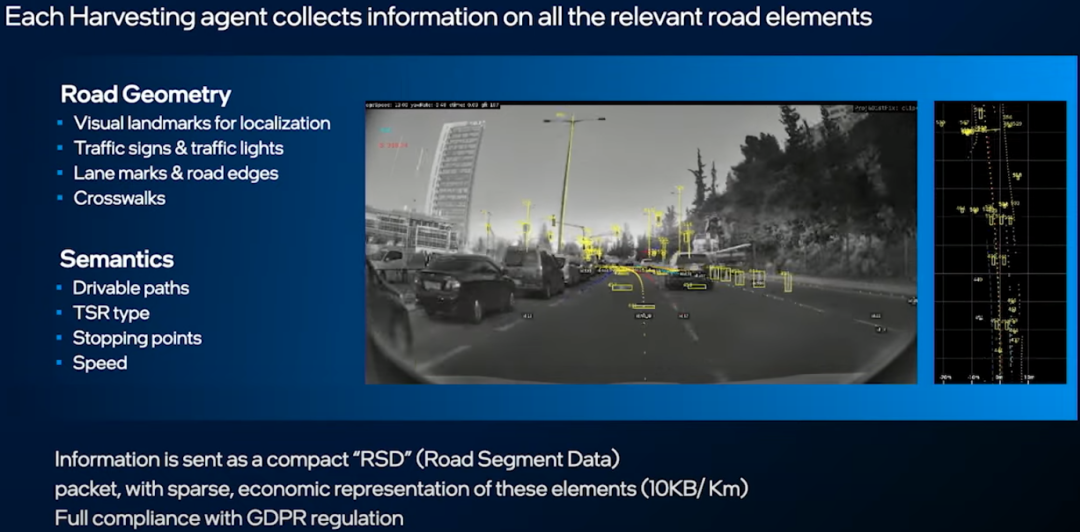 Each Harvesting agent collects information on all the relevant road elements
Road Geometry
Visual landmarks for localization
Traffic signs & traffic lights
Lane marks & road edges
Crosswalks
Semantics
Drivable paths
TSR type
Stopping points
Speed
Information is sent as a compact “RSD” (Road Segment Data)
packet, with sparse, economic representation of these elements (10KB/ Km)
Full compliance with GDPR regulation